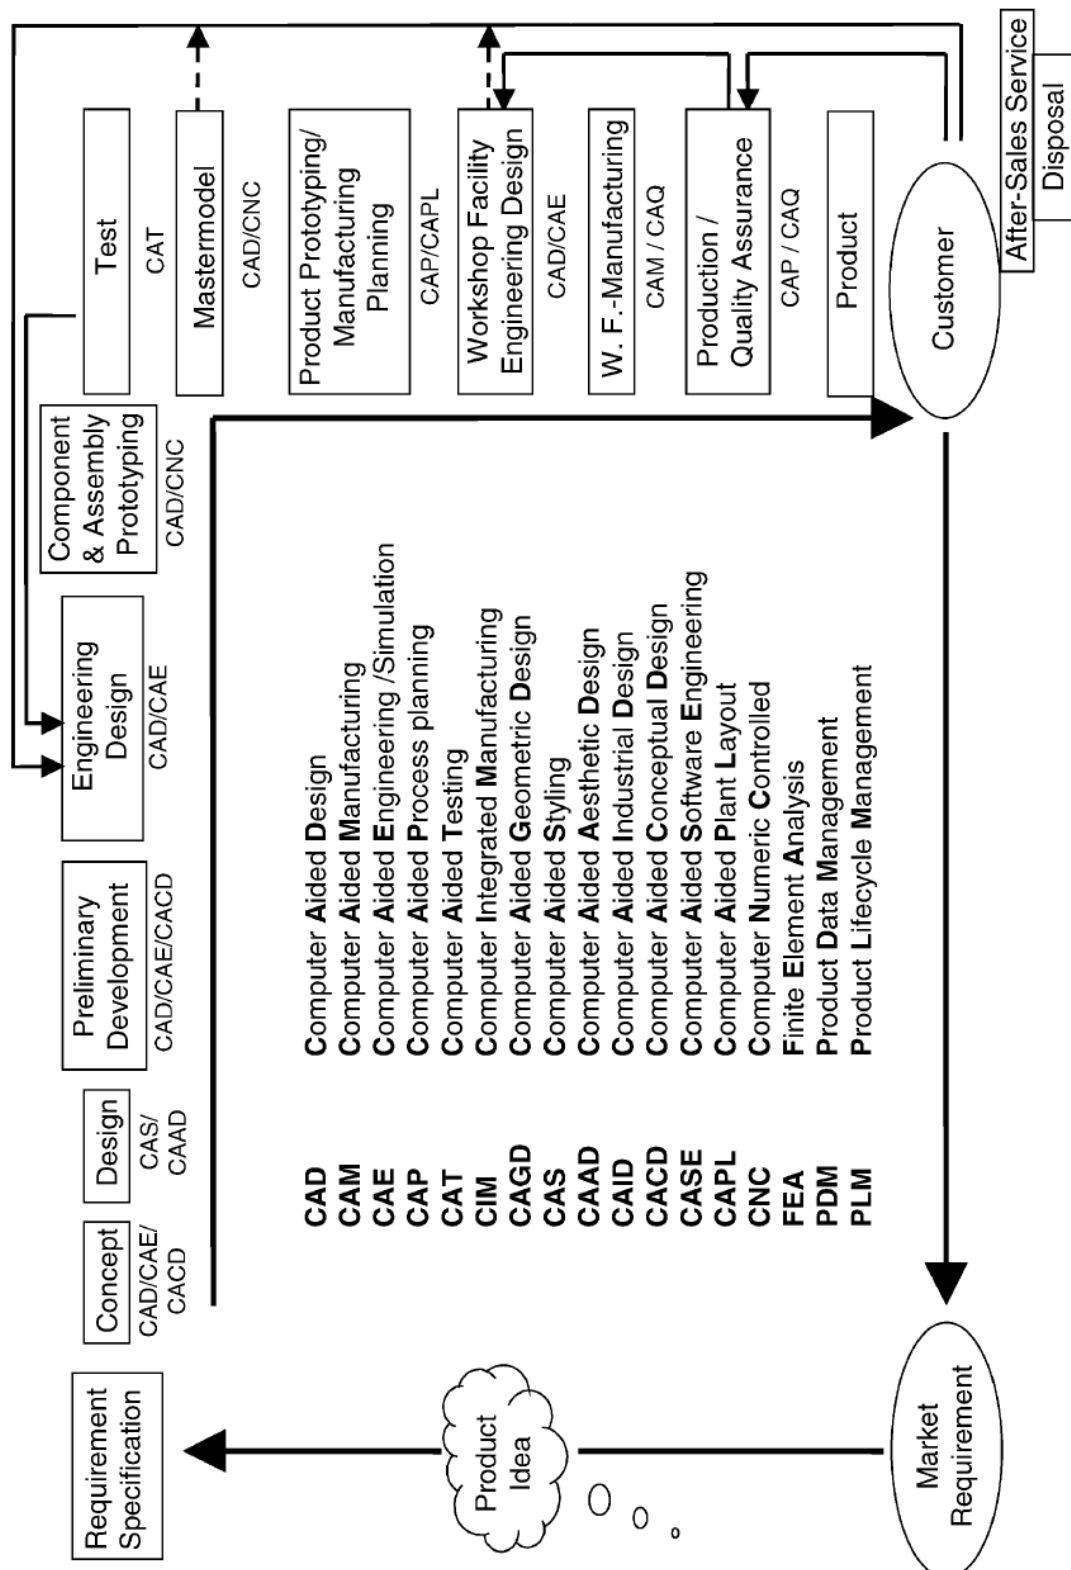 Requirement
Specification
Concept
CAD/CAE/
CACD
Design
CAS/
CAAD
Preliminary
Development
CAD/CAE/CACD
Engineering
Design
CAD/CAE
Component
& Assembly
Prototyping
CAD/CNC
Test
CAT
Mastermodel
CAD/CNC
Product Prototyping/
Manufacturing
Planning
CAP/CAPL
Workshop Facility
Engineering Design
CAD/CAE
W. F.-Manufacturing
CAM / CAQ
Production /
Quality Assurance
CAP / CAQ
Product
Customer
After-Sales Service
Disposal
Product
Idea
Market
Requirement
CAD Computer Aided Design
CAM Computer Aided Manufacturing
CAE Computer Aided Engineering /Simulation
CAP Computer Aided Process planning
CAT Computer Aided Testing
CIM Computer Integrated Manufacturing
CAGD Computer Aided Geometric Design
CAS Computer Aided Styling
CAAD Computer Aided Aesthetic Design
CAID Computer Aided Industrial Design
CACD Computer Aided Conceptual Design
CASE Computer Aided Software Engineering
CAPL Computer Aided Plant Layout
CNC Computer Numeric Controlled
FEA Finite Element Analysis
PDM Product Data Management
PLM Product Lifecycle Management